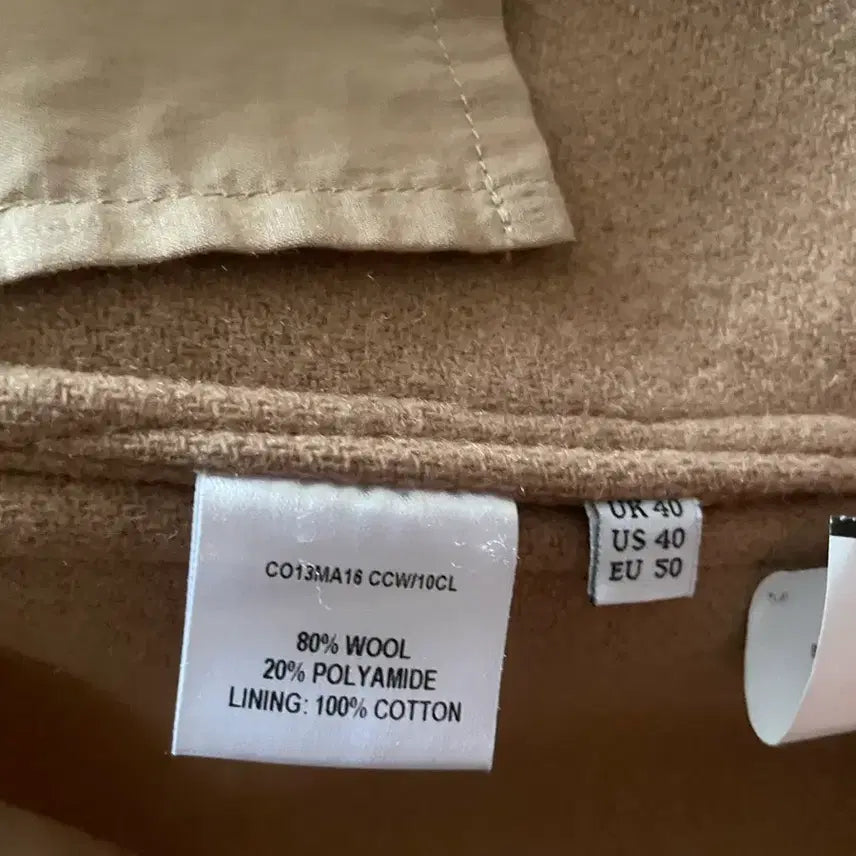 CO13MA16 CCW/10CL
80% WOOL
20% POLYAMIDE
LINING: 100% COTTON
UK 40
US 40
EU 50